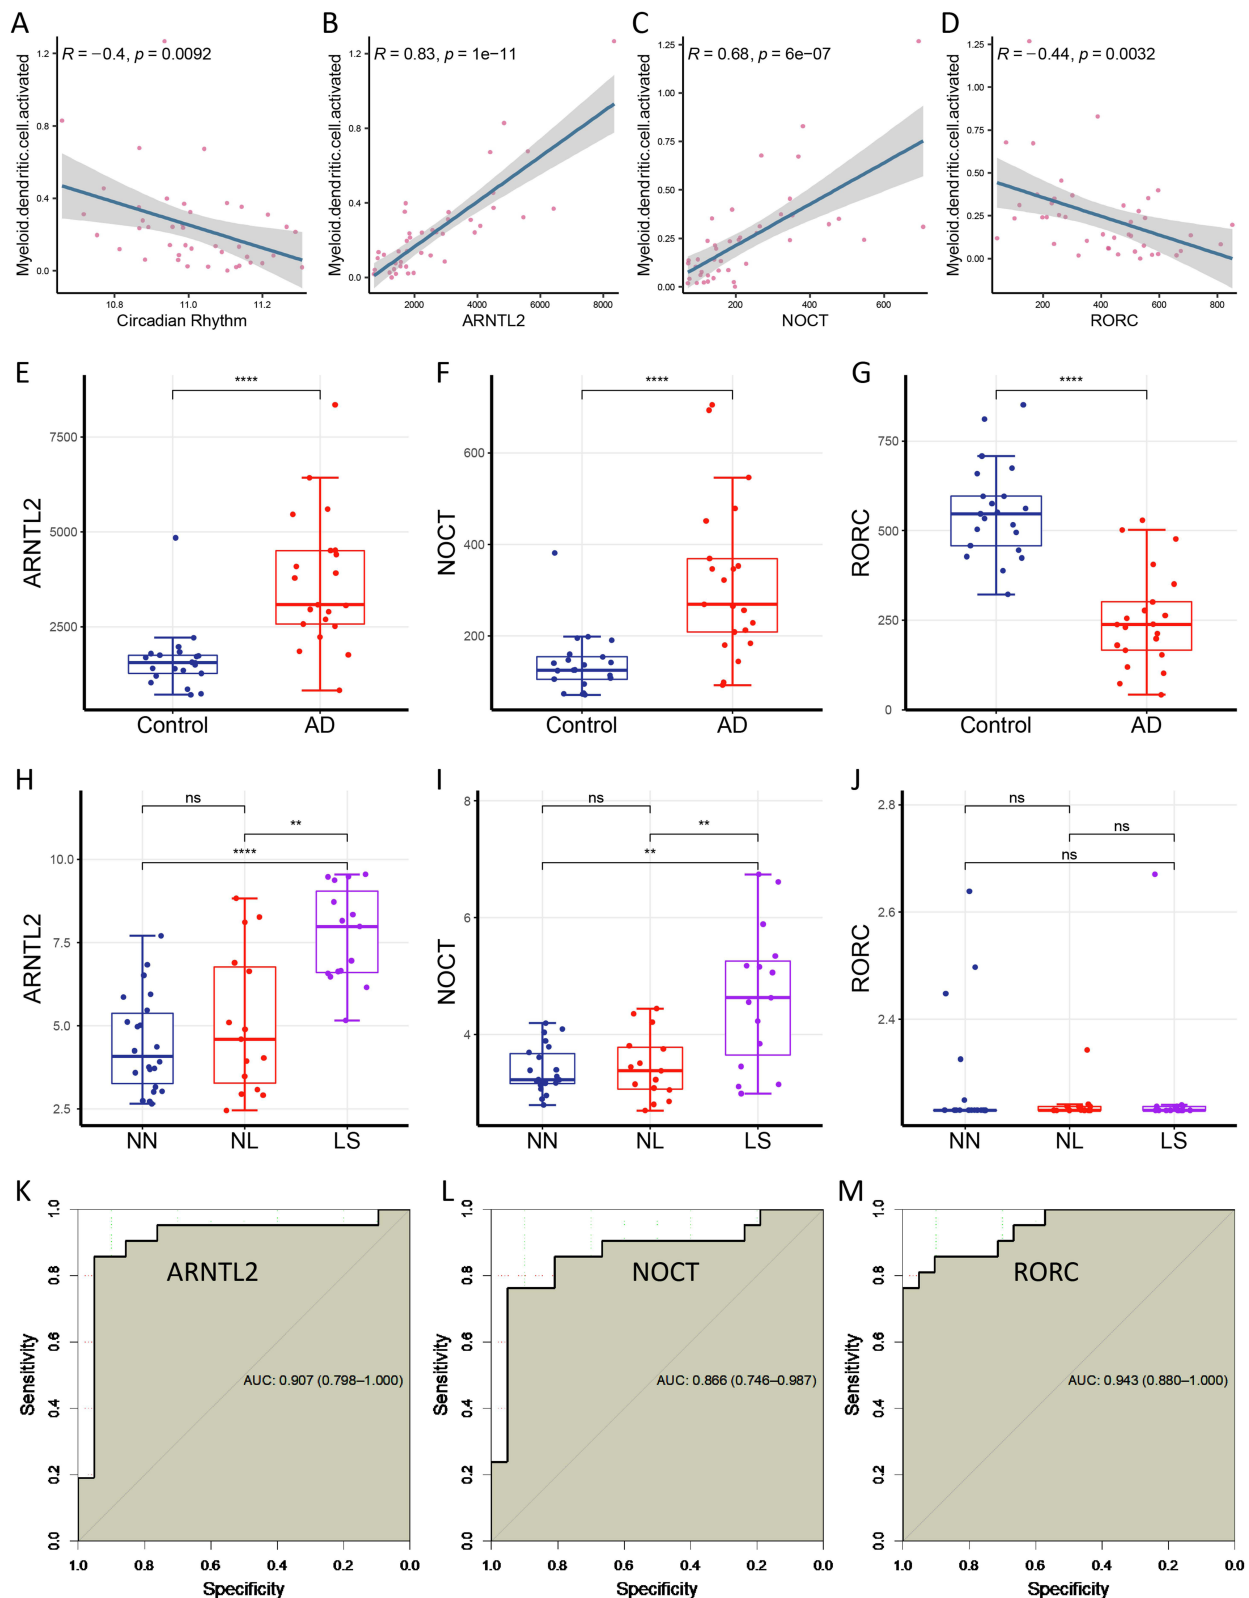 A
B
C
D
R = −0.4, p = 0.0092
R = 0.83, p = 1e−11
R = 0.68, p = 6e−07
R = −0.44, p = 0.0032
Myeloid.dendritic.cell.activated
1.2
0.8
0.4
0.0
10.8 11.0 11.2
Circadian Rhythm
Myeloid.dendritic.cell.activated
1.2
0.8
0.4
0.0
2000 4000 6000 8000
ARNTL2
Myeloid.dendritic.cell.activated
1.25
1.00
0.75
0.50
0.25
0.00
200 400 600
NOCT
Myeloid.dendritic.cell.activated
1.25
1.00
0.75
0.50
0.25
0.00
200 400 600 800
RORC
E
F
G
****
ARNTL2
7500
5000
2500
Control AD
****
NOCT
600
400
200
Control AD
****
RORC
750
500
250
0
Control AD
H
I
J
ns
**
****
ARNTL2
10.0
7.5
5.0
2.5
NN NL LS
ns
**
**
NOCT
8
6
4
NN NL LS
ns
ns
ns
RORC
2.8
2.6
2.4
NN NL LS
K
L
M
ARNTL2
AUC: 0.907 (0.798–1.000)
Sensitivity
1.0
0.8
0.6
0.4
0.2
0.0
1.0 0.8 0.6 0.4 0.2 0.0
Specificity
NOCT
AUC: 0.866 (0.746–0.987)
Sensitivity
1.0
0.8
0.6
0.4
0.2
0.0
1.0 0.8 0.6 0.4 0.2 0.0
Specificity
RORC
AUC: 0.943 (0.880–1.000)
Sensitivity
1.0
0.8
0.6
0.4
0.2
0.0
1.0 0.8 0.6 0.4 0.2 0.0
Specificity